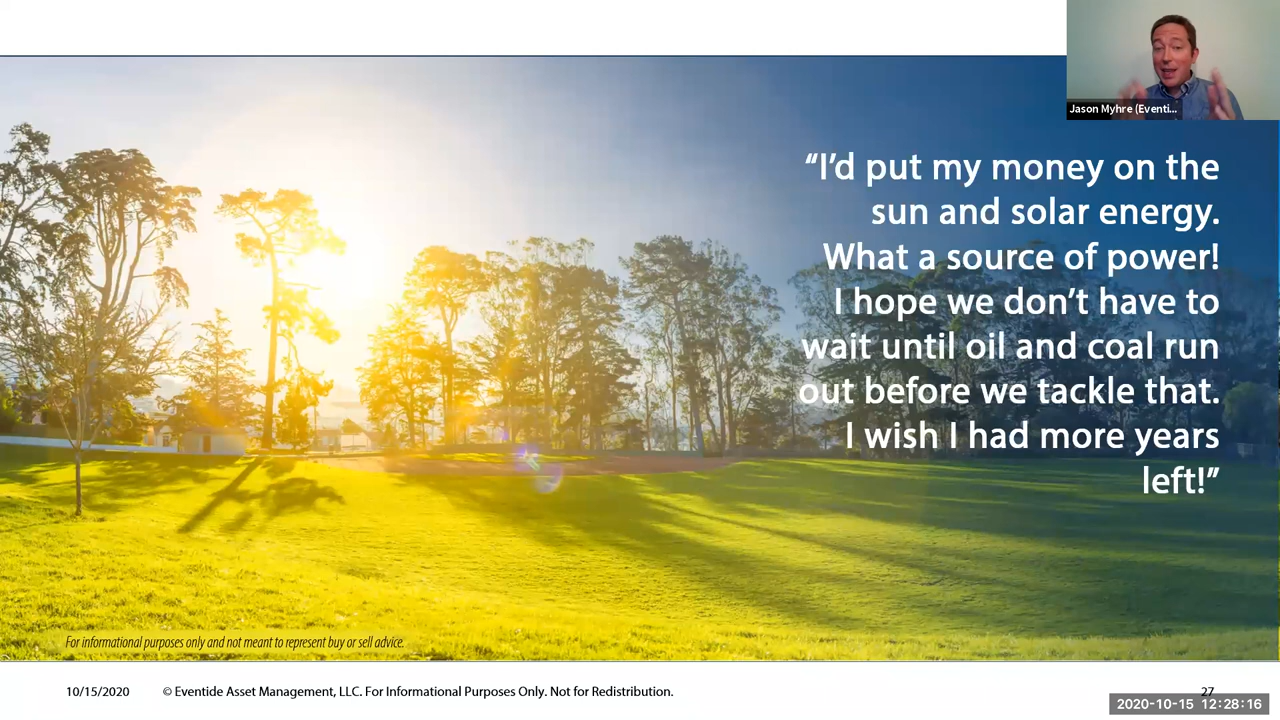 Jason Myhre (Eventi...
“I’d put my money on the
sun and solar energy.
What a source of power!
I hope we don’t have to
wait until oil and coal run
out before we tackle that.
I wish I had more years
left!”
For informational purposes only and not meant to represent buy or sell advice.
10/15/2020 © Eventide Asset Management, LLC. For Informational Purposes Only. Not for Redistribution. 27
2020-10-15 12:28:16